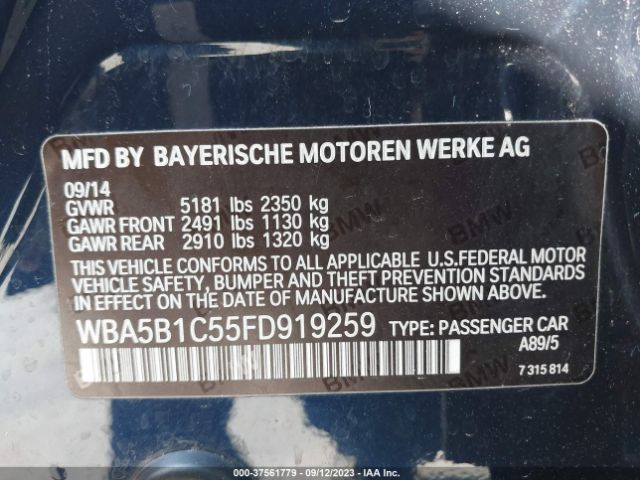 MFD BY BAYERISCHE MOTOREN WERKE AG
09/14
GVWR 5181 lbs 2350 kg
GAWR FRONT 2491 lbs 1130 kg
GAWR REAR 2910 lbs 1320 kg
THIS VEHICLE CONFORMS TO ALL APPLICABLE U.S.FEDERAL MOTOR
VEHICLE SAFETY, BUMPER AND THEFT PREVENTION STANDARDS
IN EFFECT ON THE DATE OF MANUFACTURE SHOWN ABOVE.
WBA5B1C55FD919259 TYPE: PASSENGER CAR
A89/5
7 315 814
000-37561779 - 09/12/2023 - IAA Inc.